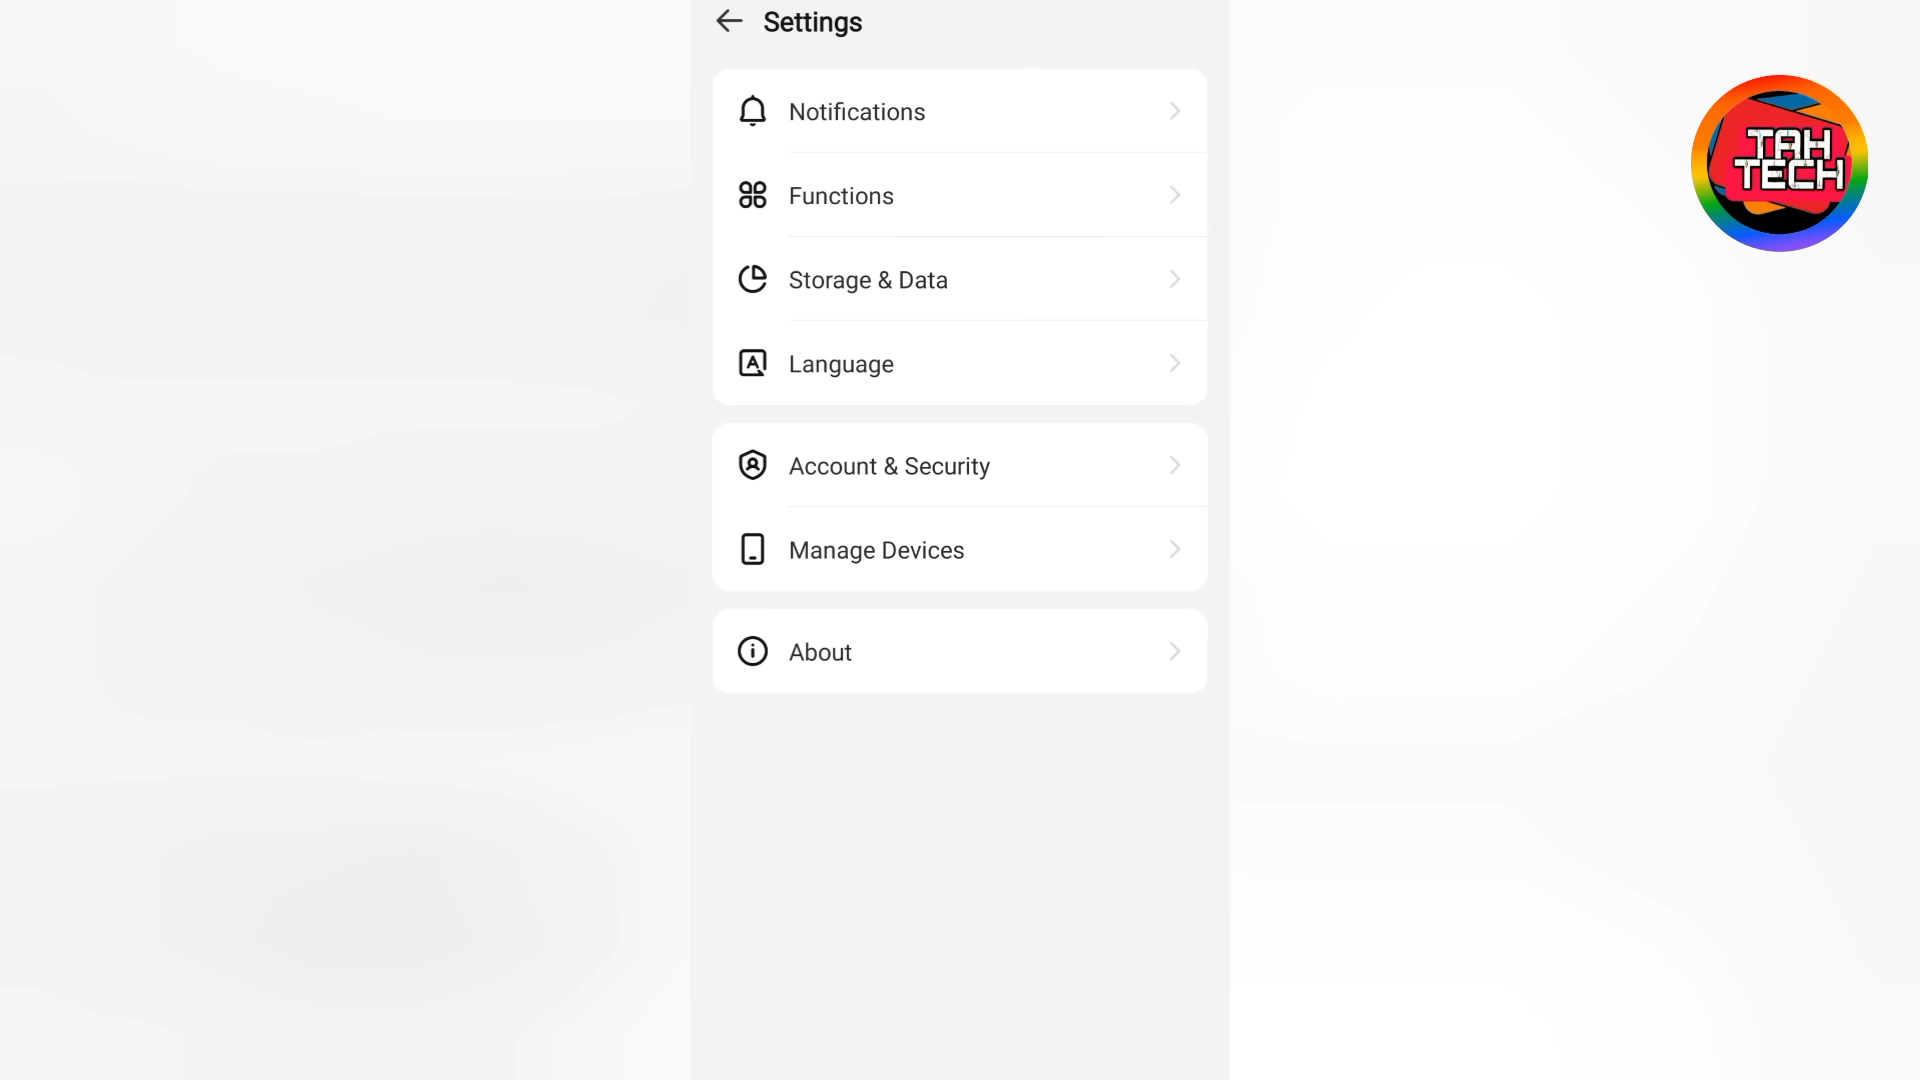 Settings
Notifications
Functions
Storage & Data
Language
Account & Security
Manage Devices
About
TAH
TECH